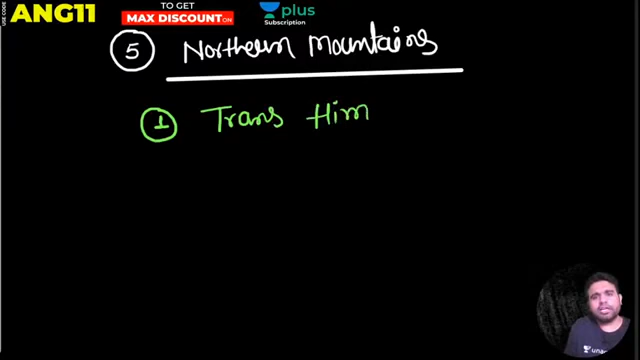 USE CODE
ANG11
TO GET
MAX DISCOUNT ON
plus
Subscription
5 Northern Mountains
1 Trans Him